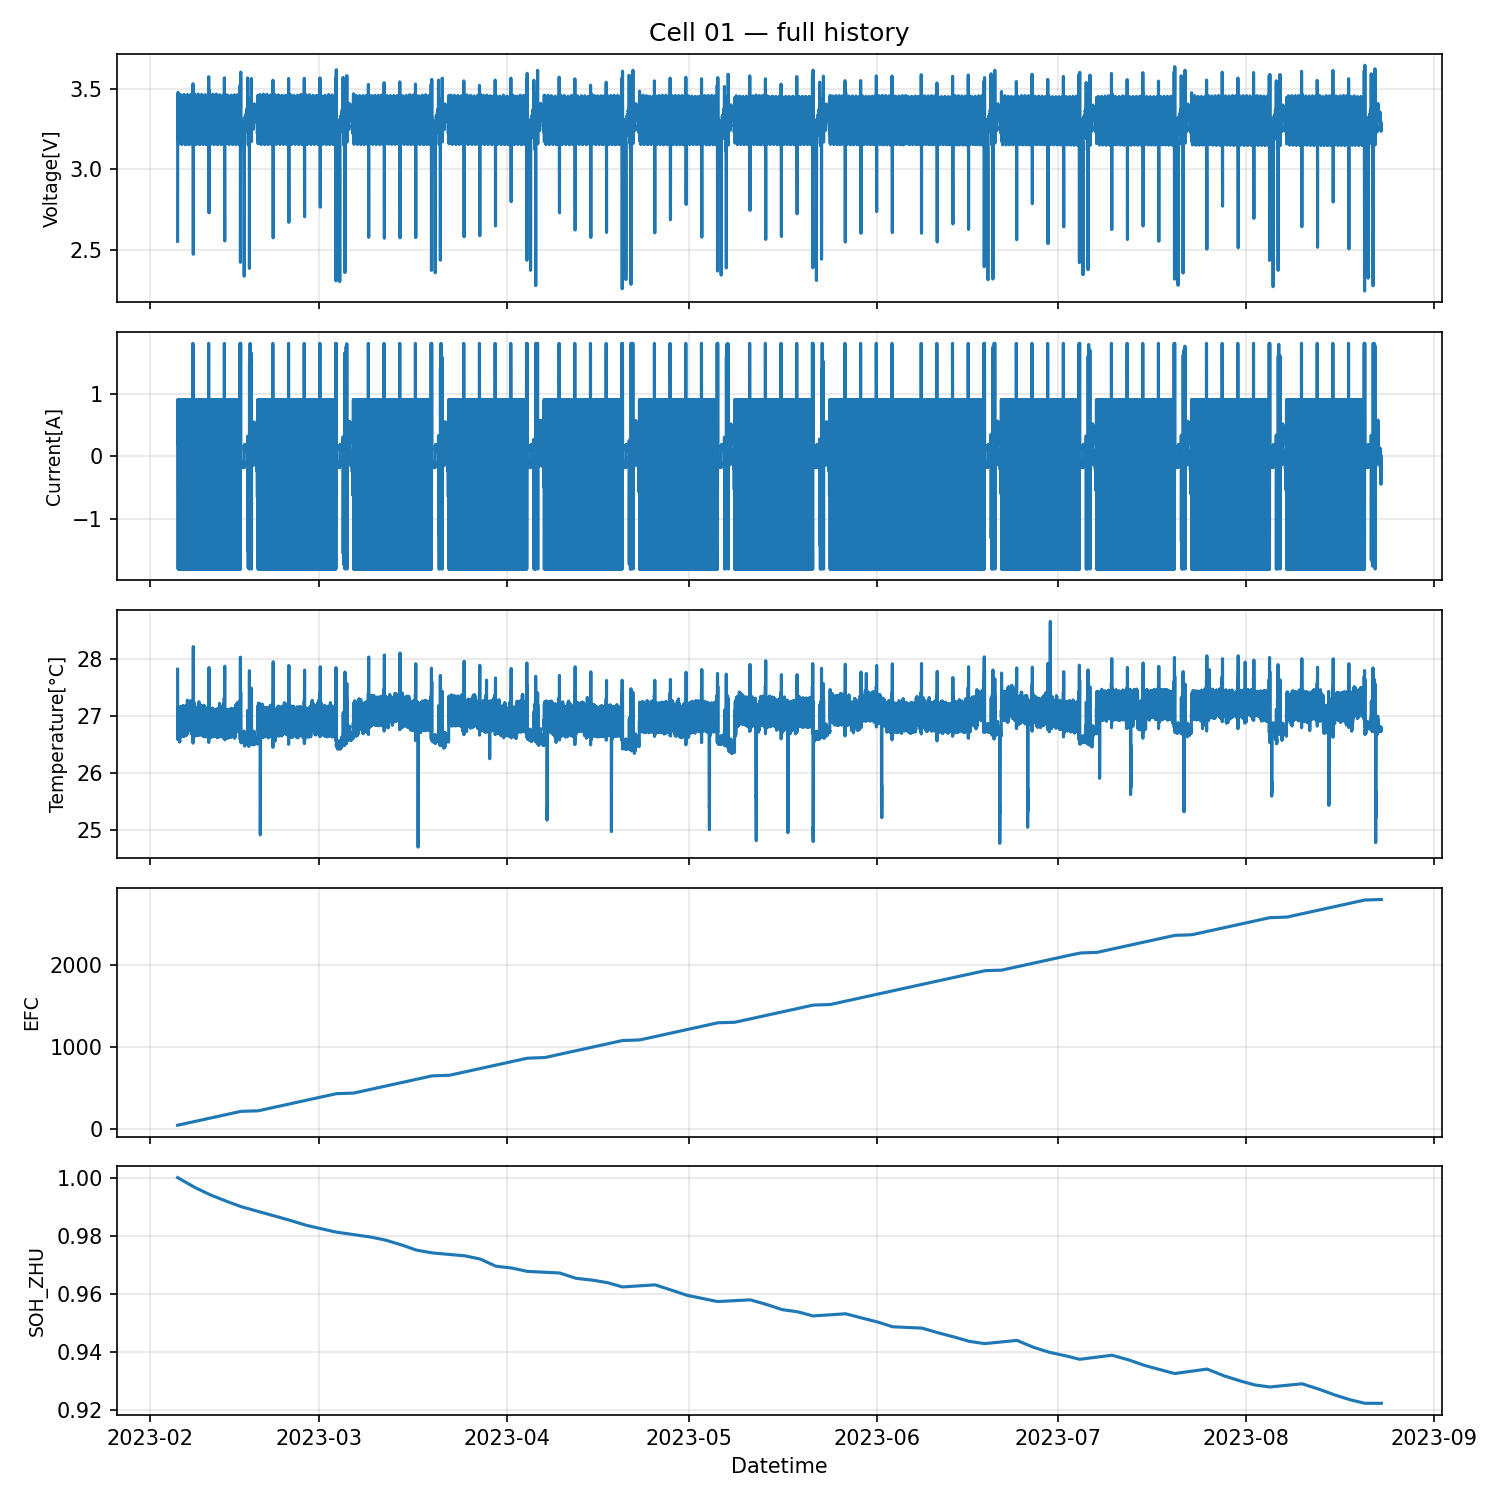 Cell 01 — full history
3.5
3.0
2.5
Voltage[V]
1
0
−1
Current[A]
28
27
26
25
Temperature[°C]
2000
1000
0
EFC
1.00
0.98
0.96
0.94
0.92
SOH_ZHU
2023-02 2023-03 2023-04 2023-05 2023-06 2023-07 2023-08 2023-09
Datetime